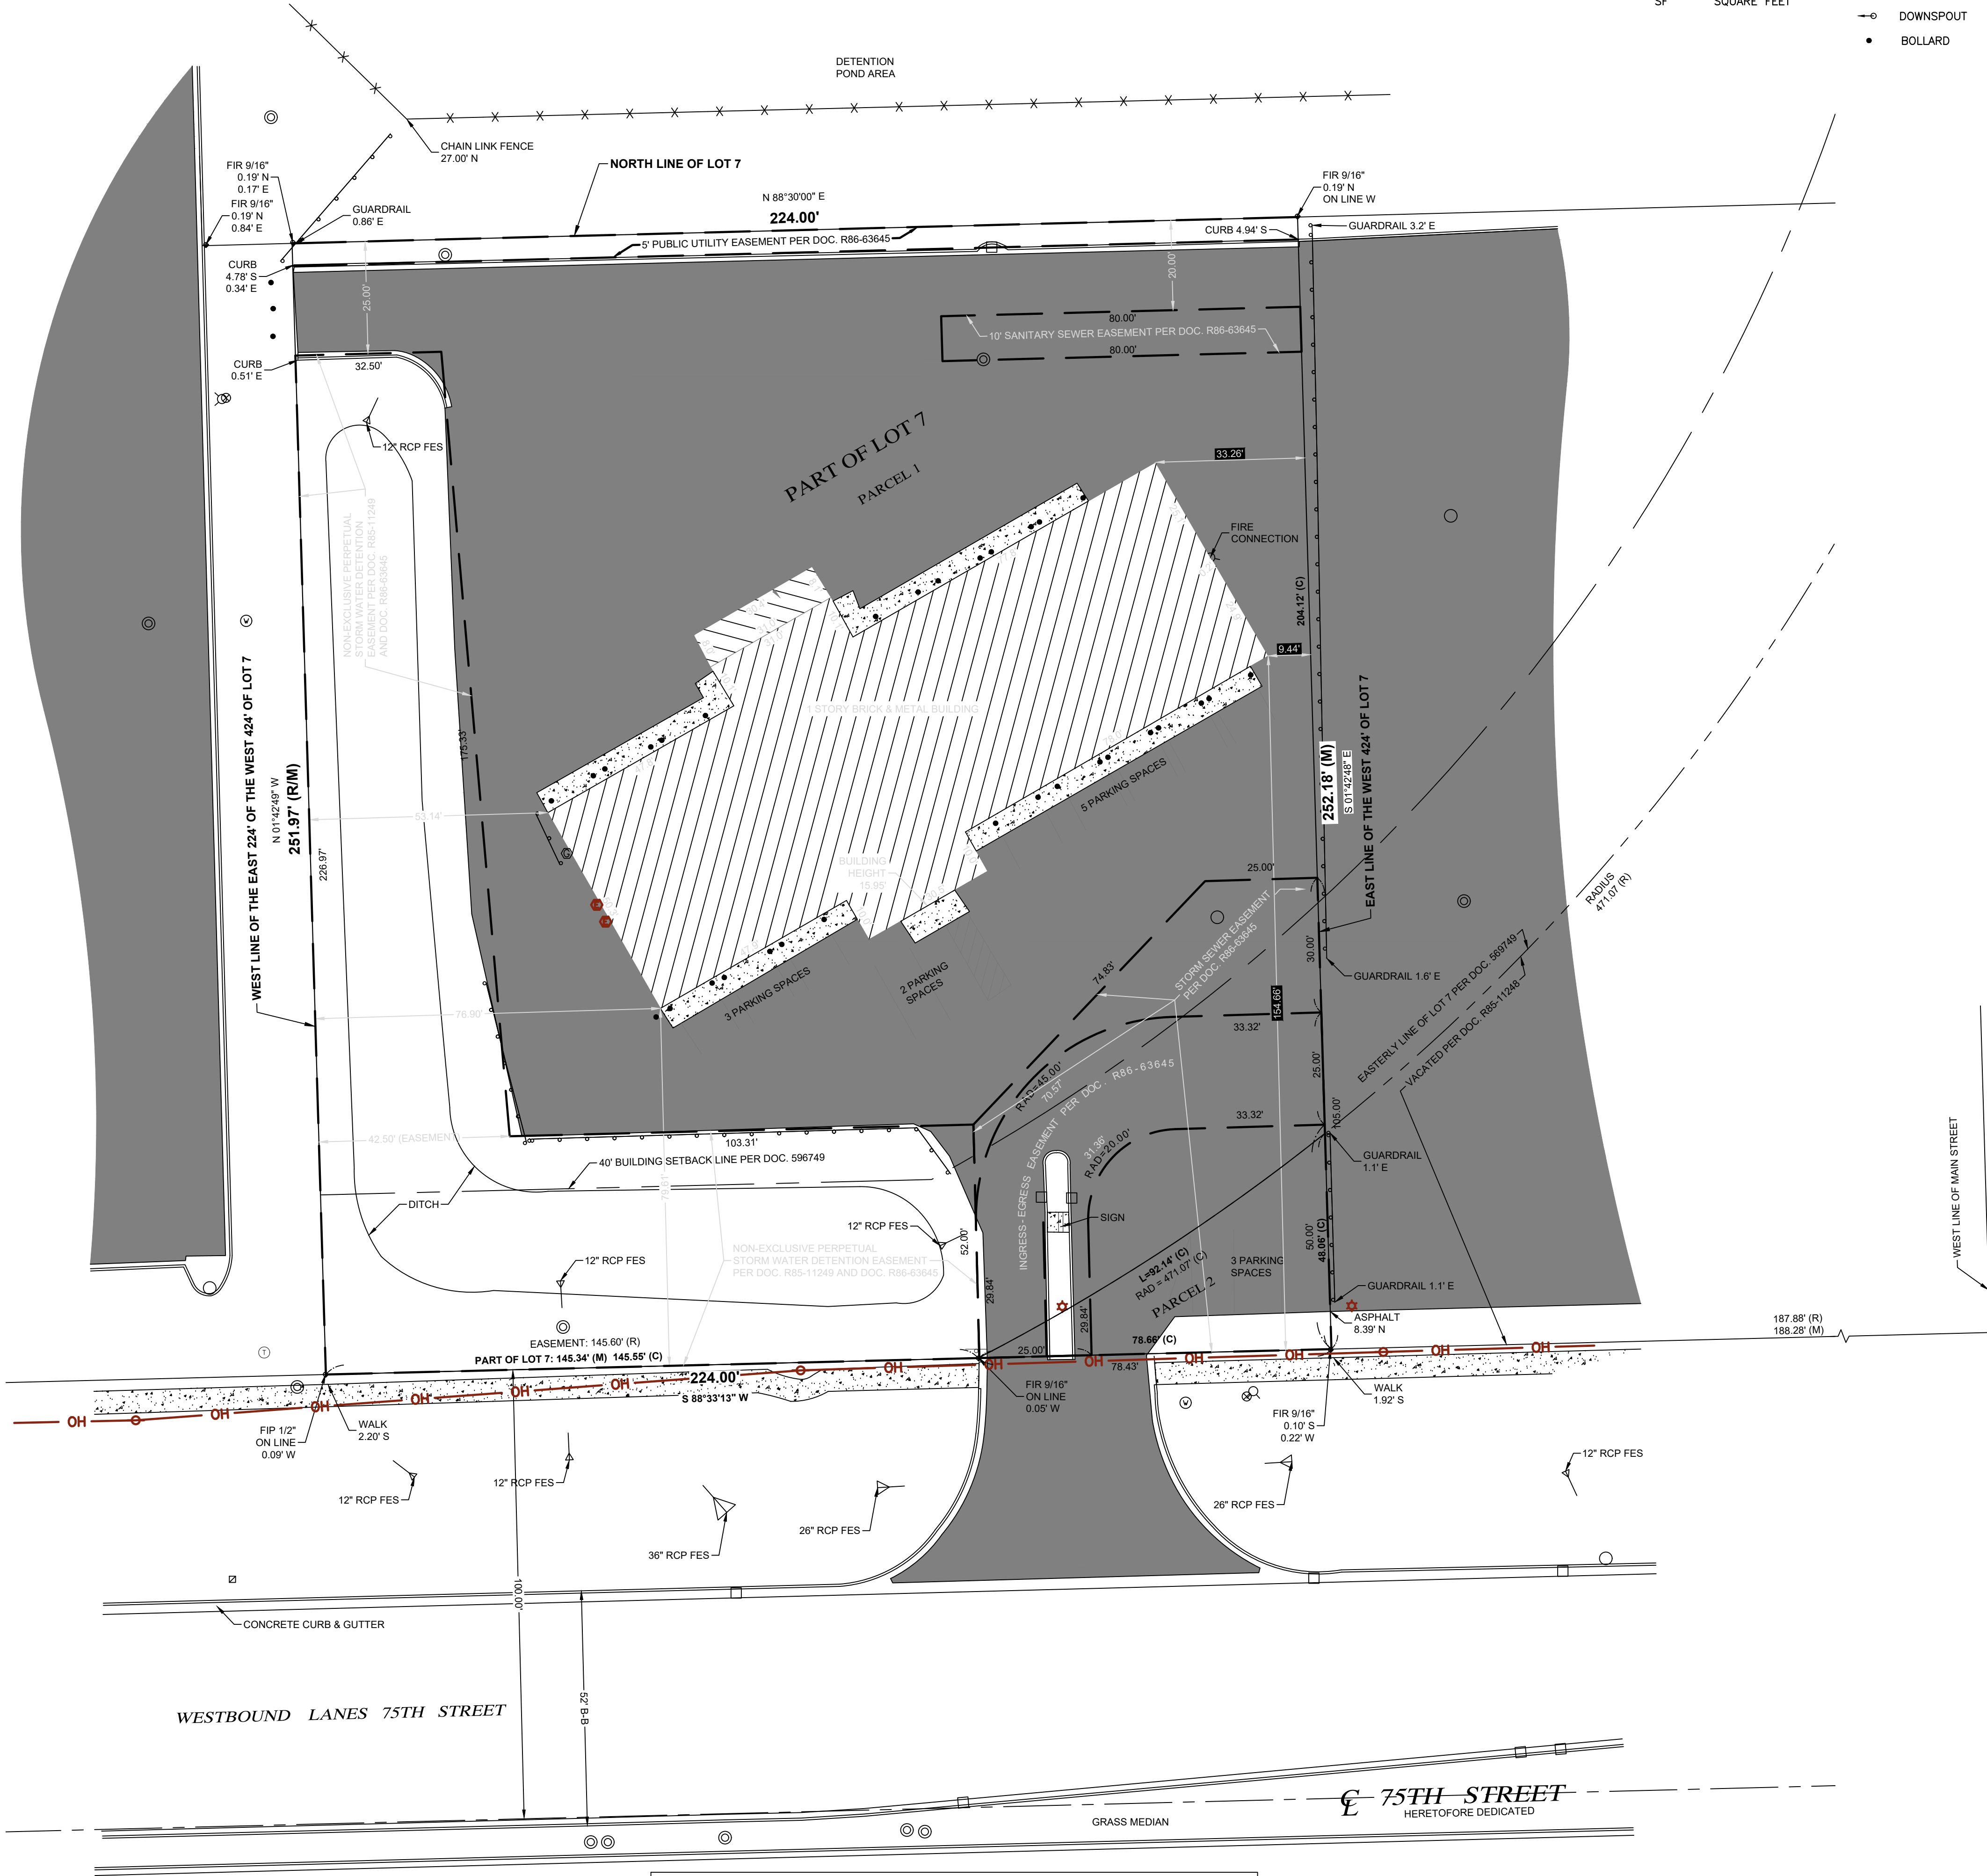 SF SQUARE FEET
DOWNSPOUT
BOLLARD
DETENTION
POND AREA
CHAIN LINK FENCE
27.00' N
NORTH LINE OF LOT 7
FIR 9/16"
0.19' N
0.17' E
FIR 9/16"
0.19' N
0.84' E
GUARDRAIL
0.86' E
N 88°30'00" E
224.00'
FIR 9/16"
0.19' N
ON LINE W
5' PUBLIC UTILITY EASEMENT PER DOC. R86-63645
CURB 4.94' S
GUARDRAIL 3.2' E
CURB
4.78' S
0.34' E
25.00'
20.00'
80.00'
10' SANITARY SEWER EASEMENT PER DOC. R86-63645
80.00'
CURB
0.51' E
32.50'
12" RCP FES
PART OF LOT 7
PARCEL 1
33.26'
FIRE
CONNECTION
NON-EXCLUSIVE PERPETUAL
STORM WATER DETENTION
EASEMENT PER DOC. R85-11249
AND DOC. R86-63645
204.12' (C)
9.44'
WEST LINE OF THE EAST 224' OF THE WEST 424' OF LOT 7
N 01°42'49" W
251.97' (R/M)
226.97'
175.33'
1 STORY BRICK & METAL BUILDING
252.18' (M)
S 01°42'48" E
EAST LINE OF THE WEST 424' OF LOT 7
5 PARKING SPACES
53.14'
BUILDING
HEIGHT
15.95'
25.00'
RADIUS
471.07 (R)
STORM SEWER EASEMENT
PER DOC. R86-63645
30.00'
74.83'
GUARDRAIL 1.6' E
3 PARKING SPACES
2 PARKING
SPACES
76.90'
154.66'
33.32'
EASTERLY LINE OF LOT 7 PER DOC. 569749
VACATED PER DOC. R85-11248
25.00'
RAD=45.00'
70.57'
INGRESS-EGRESS EASEMENT PER DOC. R86-63645
33.32'
105.00'
31.36'
RAD=20.00'
42.50' (EASEMENT)
103.31'
40' BUILDING SETBACK LINE PER DOC. 596749
GUARDRAIL
1.1' E
WEST LINE OF MAIN STREET
DITCH
12" RCP FES
SIGN
52.00'
NON-EXCLUSIVE PERPETUAL
STORM WATER DETENTION EASEMENT
PER DOC. R85-11249 AND DOC. R86-63645
12" RCP FES
29.84'
29.84'
L=92.14' (C)
RAD = 471.07' (C)
PARCEL 2
3 PARKING
SPACES
50.00'
48.06' (C)
GUARDRAIL 1.1' E
ASPHALT
8.39' N
187.88' (R)
188.28' (M)
EASEMENT: 145.60' (R)
PART OF LOT 7: 145.34' (M) 145.55' (C)
25.00'
78.66' (C)
78.43'
224.00'
S 88°33'13" W
OH OH OH OH OH OH OH OH OH OH OH OH OH
FIR 9/16"
ON LINE
0.05' W
WALK
1.92' S
FIR 9/16"
0.10' S
0.22' W
FIP 1/2"
ON LINE
0.09' W
WALK
2.20' S
12" RCP FES
12" RCP FES
12" RCP FES
36" RCP FES
26" RCP FES
26" RCP FES
100.00'
52' B-B
CONCRETE CURB & GUTTER
WESTBOUND LANES 75TH STREET
CL 75TH STREET
HERETOFORE DEDICATED
GRASS MEDIAN